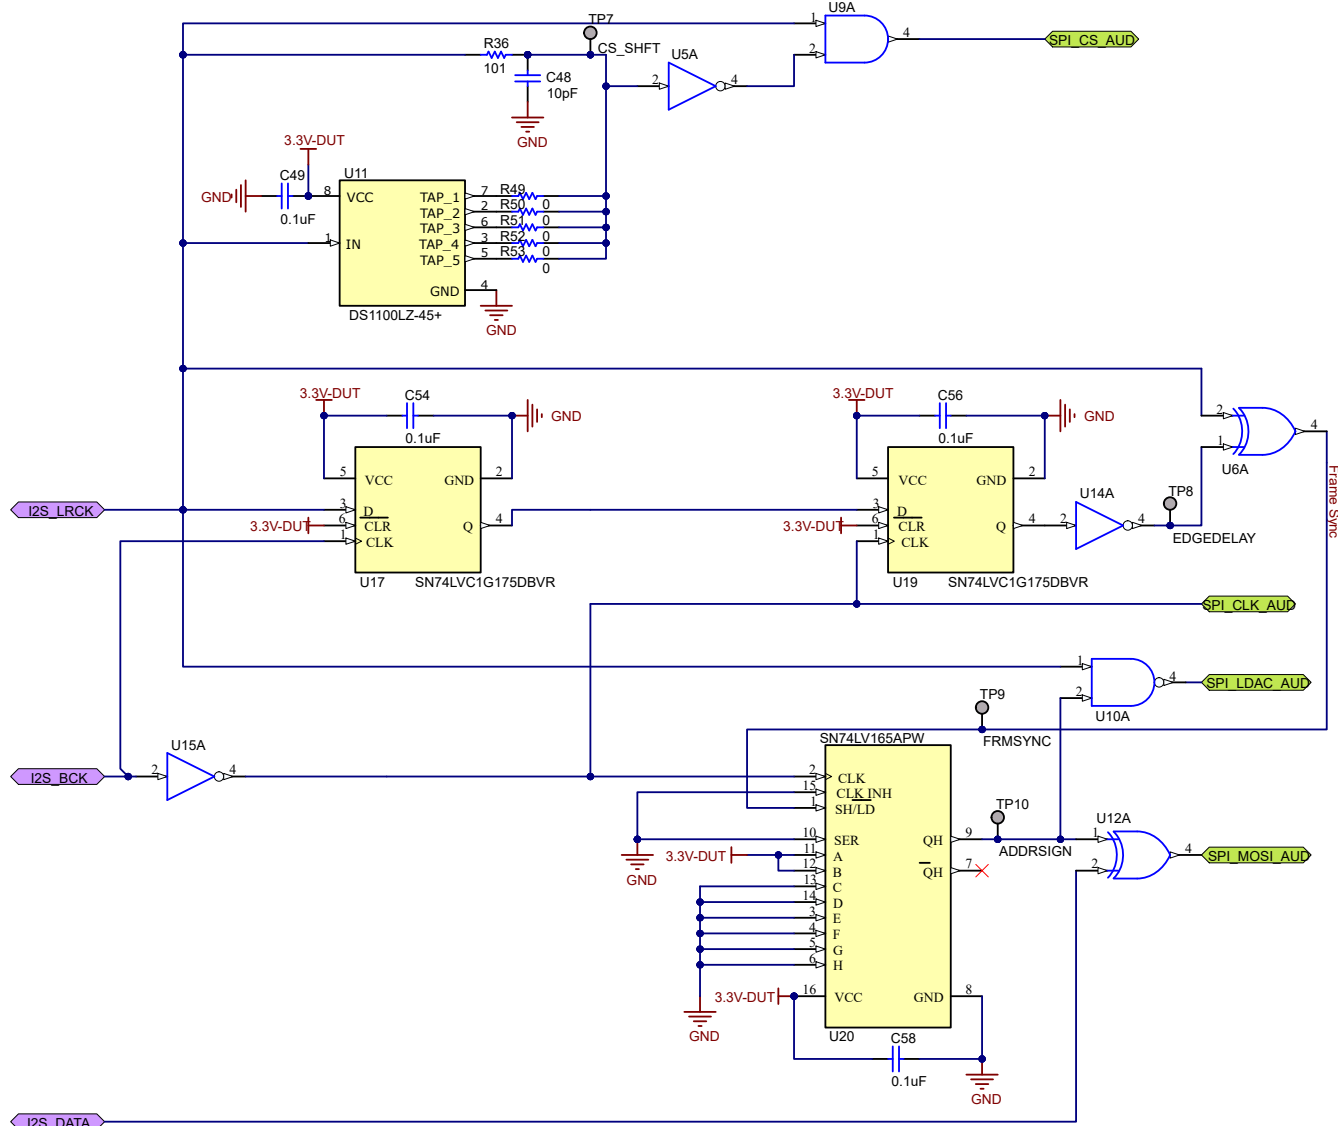 U9A
TP7
1
2
4
SPI_CS_AUD
R36
101
CS_SHFT
C48
10pF
GND
U5A
2
4
3.3V-DUT
C49
GND
0.1uF
U11
8
VCC
1
IN
TAP_1
7
R49
0
TAP_2
2
R50
0
TAP_3
6
R51
0
TAP_4
3
R52
0
TAP_5
5
R53
0
GND
4
GND
DS1100LZ-45+
3.3V-DUT
C54
0.1uF
GND
5
VCC
GND
2
I2S_LRCK
3
D
3.3V-DUT
6
CLR
1
CLK
Q
4
U17
SN74LVC1G175DBVR
3.3V-DUT
C56
0.1uF
GND
5
VCC
GND
2
3
D
3.3V-DUT
6
CLR
1
CLK
Q
4
U19
SN74LVC1G175DBVR
U14A
2
4
TP8
EDGEDELAY
2
1
4
U6A
Frame Sync
SPI_CLK_AUD
1
2
4
U10A
SPI_LDAC_AUD
TP9
FRMSYNC
I2S_BCK
U15A
2
4
SN74LV165APW
2
CLK
15
CLK INH
1
SH/LD
10
SER
GND
3.3V-DUT
11
A
12
B
13
C
14
D
3
E
4
F
5
G
6
H
GND
3.3V-DUT
16
VCC
GND
8
QH
9
QH
7
TP10
ADDRSIGN
U12A
1
2
4
SPI_MOSI_AUD
U20
C58
0.1uF
GND
I2S_DATA